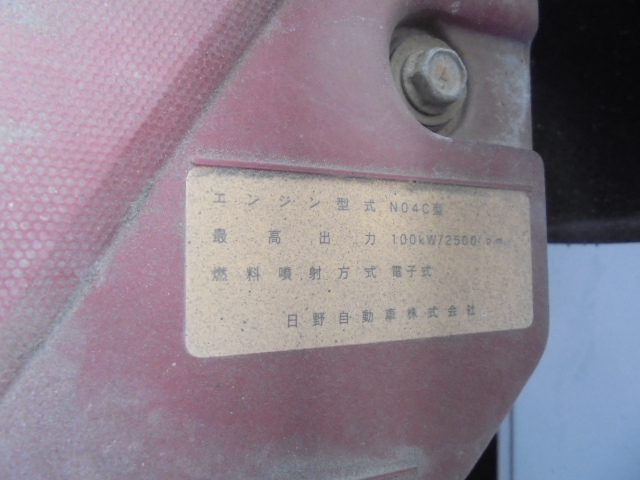 エンジン型式 N04C型
最高出力 100kW/2500rpm
燃料噴射方式 電子式
日野自動車株式会社